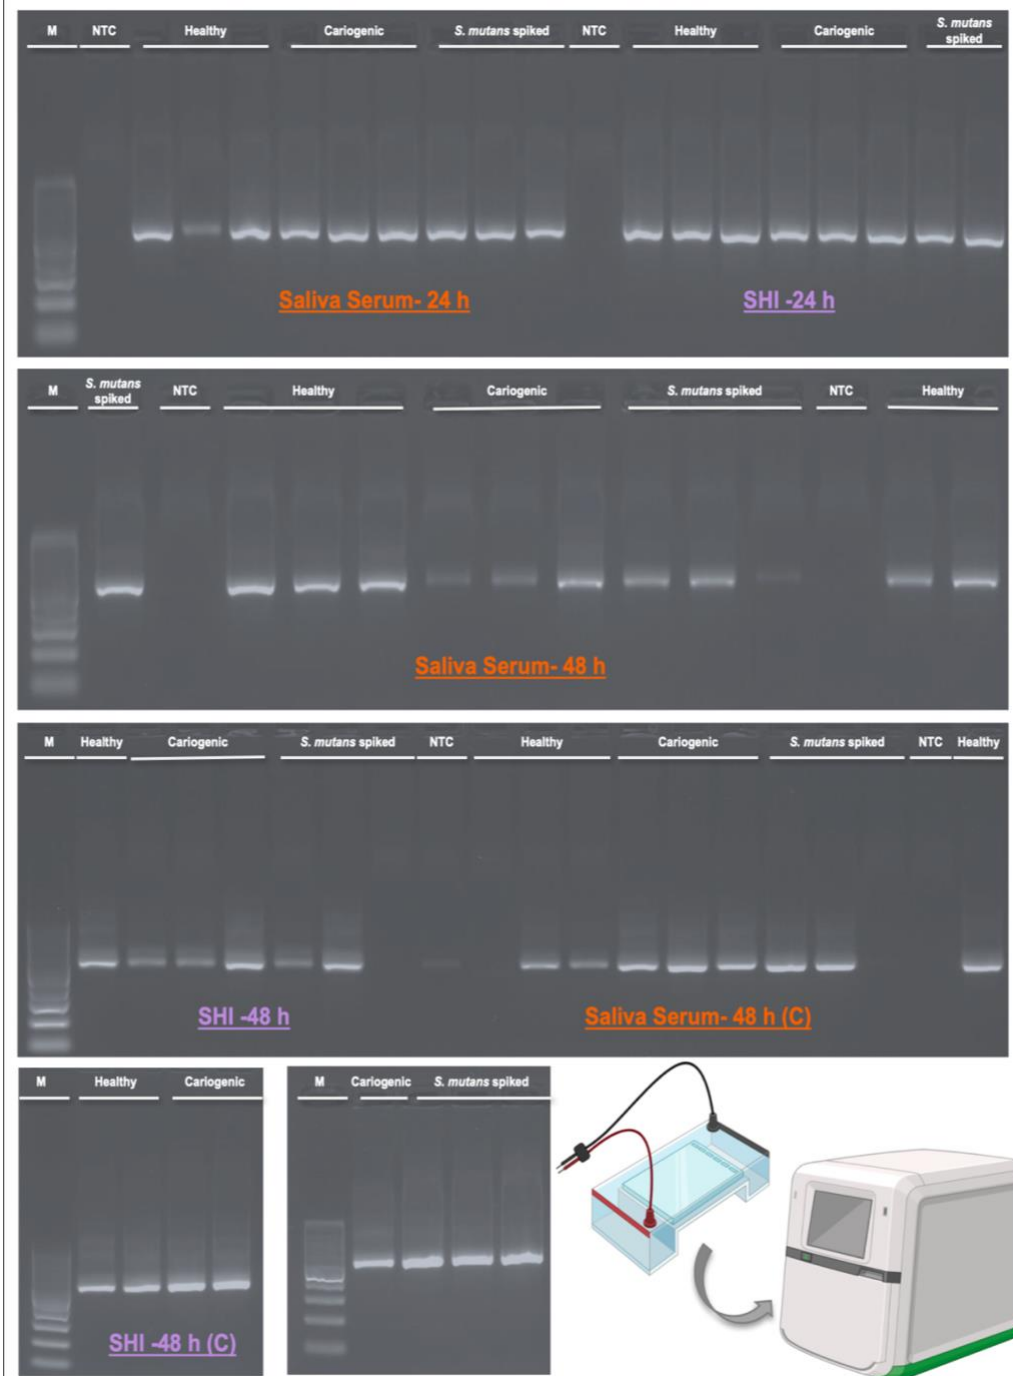 M NTC Healthy Cariogenic S. mutans spiked NTC Healthy Cariogenic S. mutans
spiked
Saliva Serum- 24 h SHI -24 h
M S. mutans
spiked NTC Healthy Cariogenic S. mutans spiked NTC Healthy
Saliva Serum- 48 h
M Healthy Cariogenic S. mutans spiked NTC Healthy Cariogenic S. mutans spiked NTC Healthy
SHI -48 h Saliva Serum- 48 h (C)
M Healthy Cariogenic
SHI -48 h (C)
M Cariogenic S. mutans spiked